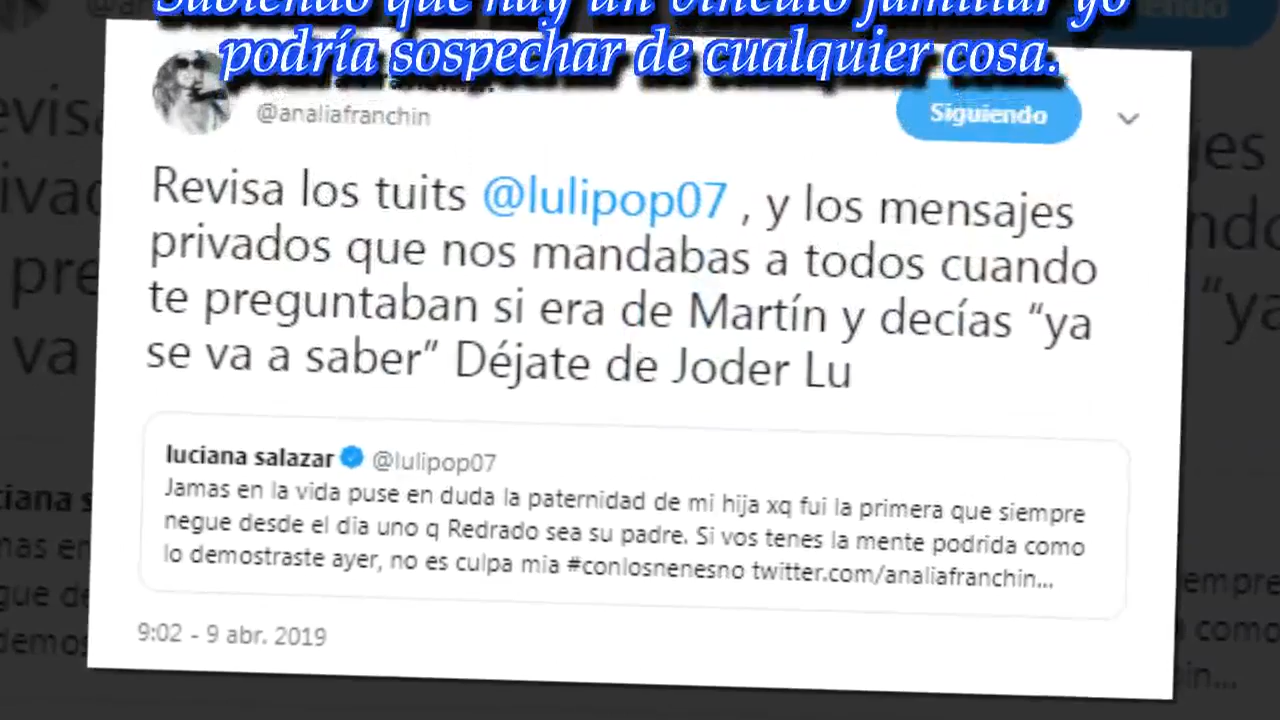 Sabiendo que hay un vínculo familiar yo
podría sospechar de cualquier cosa.
@analiafranchin
Siguiendo
Revisa los tuits @lulipop07 , y los mensajes
privados que nos mandabas a todos cuando
te preguntaban si era de Martín y decías “ya
se va a saber” Déjate de Joder Lu
luciana salazar @lulipop07
Jamas en la vida puse en duda la paternidad de mi hija xq fui la primera que siempre
negue desde el dia uno q Redrado sea su padre. Si vos tenes la mente podrida como
lo demostraste ayer, no es culpa mia #conlosnenesno twitter.com/analiafranchin...
9:02 - 9 abr. 2019